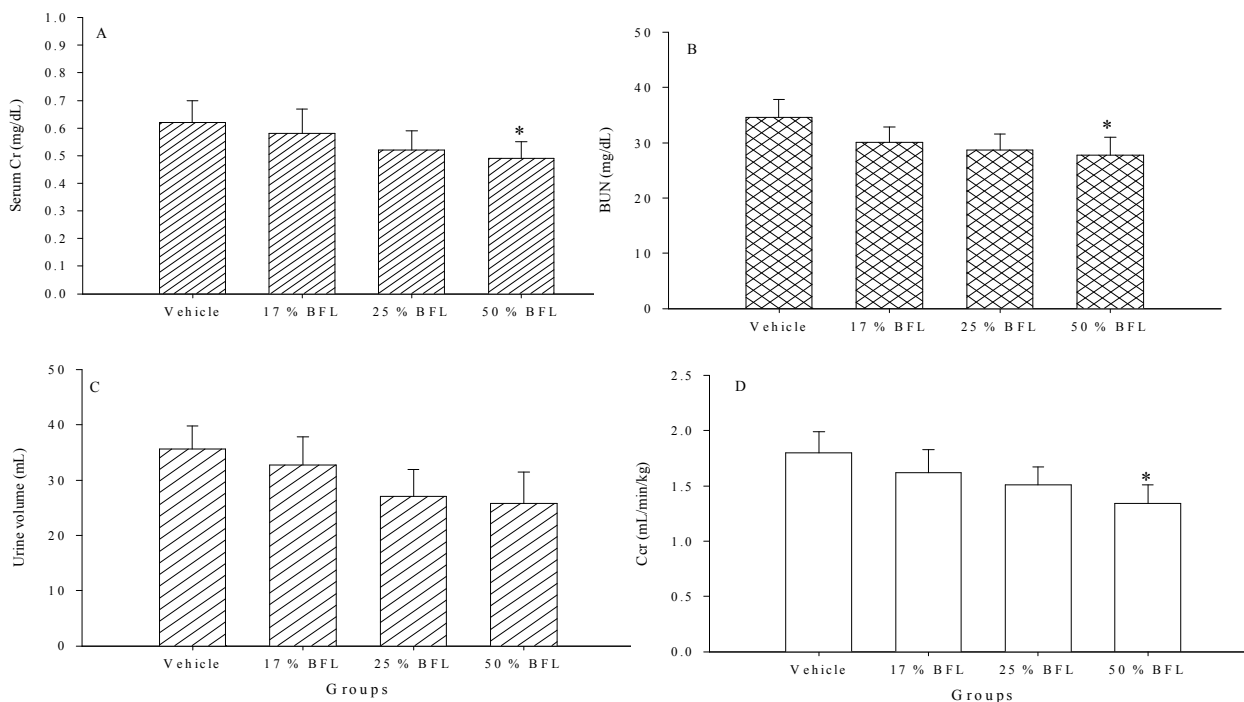 A
Serum Cr (mg/dL)
1.0
0.9
0.8
0.7
0.6
0.5
0.4
0.3
0.2
0.1
0.0
*
Vehicle 17 % BFL 25 % BFL 50 % BFL
B
BUN (mg/dL)
50
40
30
20
10
0
*
Vehicle 17 % BFL 25 % BFL 50 % BFL
C
Urine volume (mL)
50
40
30
20
10
0
Vehicle 17 % BFL 25 % BFL 50 % BFL
Groups
D
Ccr (mL/min/kg)
2.5
2.0
1.5
1.0
0.5
0.0
*
Vehicle 17 % BFL 25 % BFL 50 % BFL
Groups